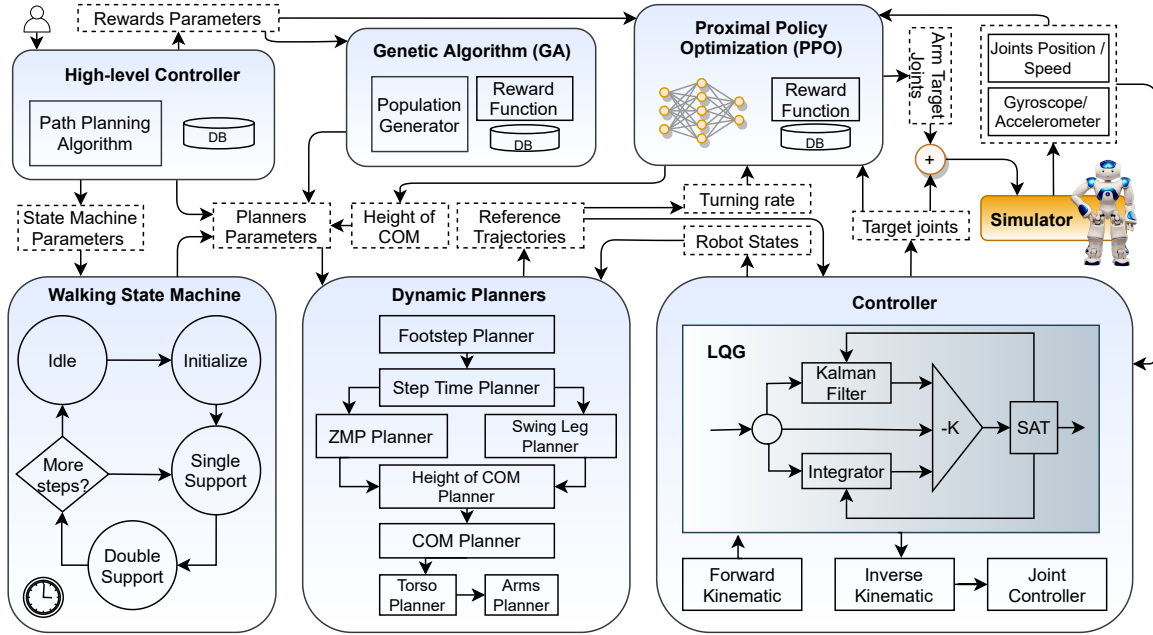 Rewards Parameters
High-level Controller
Path Planning
Algorithm
DB
Genetic Algorithm (GA)
Population
Generator
Reward
Function
DB
Proximal Policy
Optimization (PPO)
Reward
Function
DB
Arm Target
Joints
Joints Position /
Speed
Gyroscope/
Accelerometer
+
Simulator
State Machine
Parameters
Planners
Parameters
Height of
COM
Reference
Trajectories
Turning rate
Robot States
Target joints
Walking State Machine
Idle
Initialize
More
steps?
Single
Support
Double
Support
Dynamic Planners
Footstep Planner
Step Time Planner
ZMP Planner
Swing Leg
Planner
Height of COM
Planner
COM Planner
Torso
Planner
Arms
Planner
Controller
LQG
Kalman
Filter
-K
SAT
Integrator
Forward
Kinematic
Inverse
Kinematic
Joint
Controller